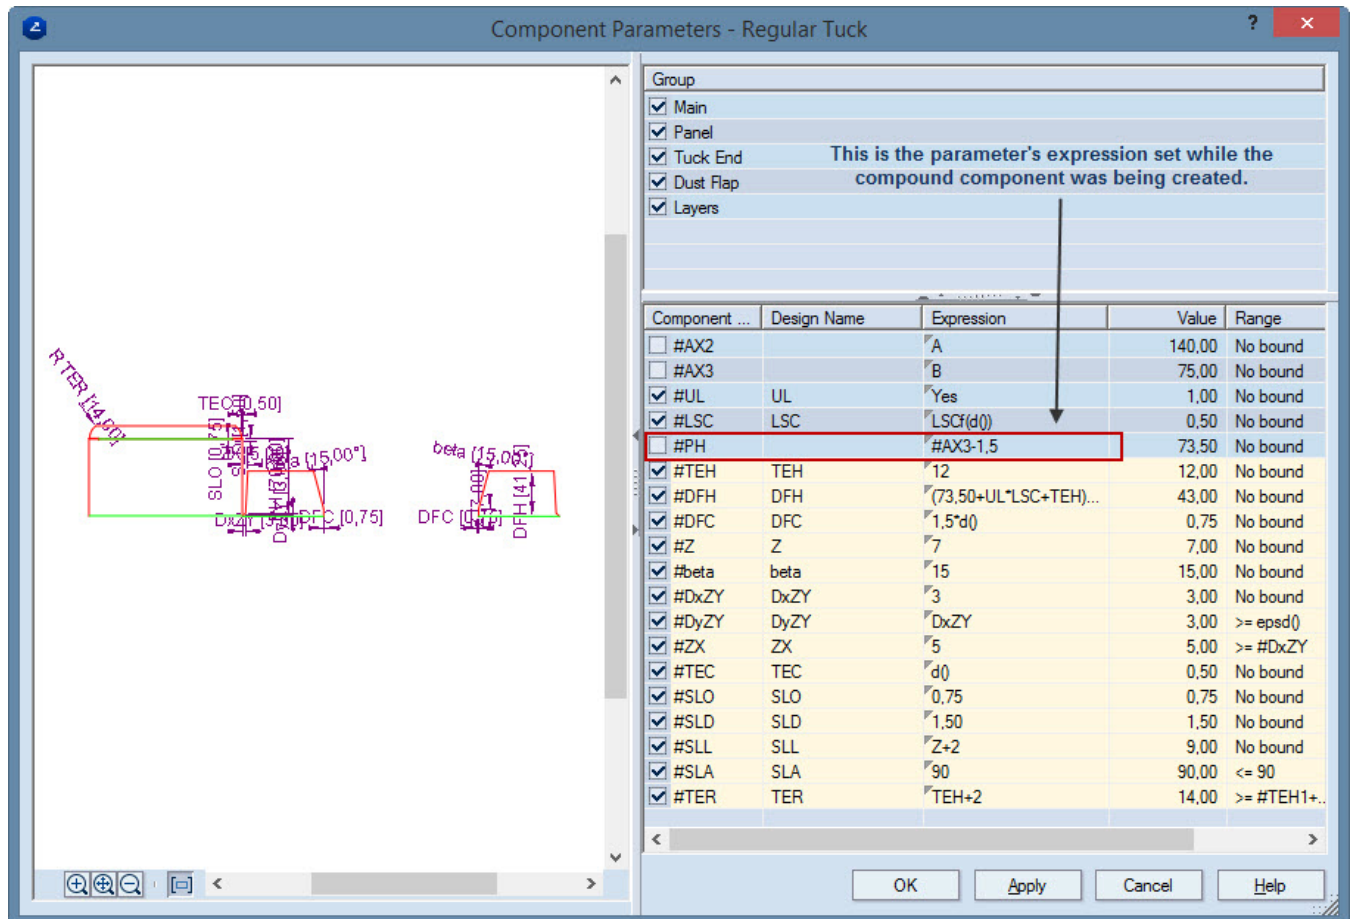 Component Parameters - Regular Tuck
?
Group
Main
Panel
Tuck End
Dust Flap
Layers
This is the parameter's expression set while the
compound component was being created.
Component ... Design Name Expression Value Range
#AX2 A 140,00 No bound
#AX3 B 75,00 No bound
#UL UL Yes 1,00 No bound
#LSC LSC LSCf(d()) 0,50 No bound
#PH #AX3-1,5 73,50 No bound
#TEH TEH 12 12,00 No bound
#DFH DFH (73,50+UL*LSC+TEH)... 43,00 No bound
#DFC DFC 1,5*d() 0,75 No bound
#Z Z 7 7,00 No bound
#beta beta 15 15,00 No bound
#DxZY DxZY 3 3,00 No bound
#DyZY DyZY DxZY 3,00 >= epsd()
#ZX ZX 5 5,00 >= #DxZY
#TEC TEC d() 0,50 No bound
#SLO SLO 0,75 0,75 No bound
#SLD SLD 1,50 1,50 No bound
#SLL SLL Z+2 9,00 No bound
#SLA SLA 90 90,00 <= 90
#TER TER TEH+2 14,00 >= #TEH1+..
R TER
TEC [0,50]
SLO [0,75]
[15,00°]
beta
DFC [0,75]
DFC
DFH
OK Apply Cancel Help